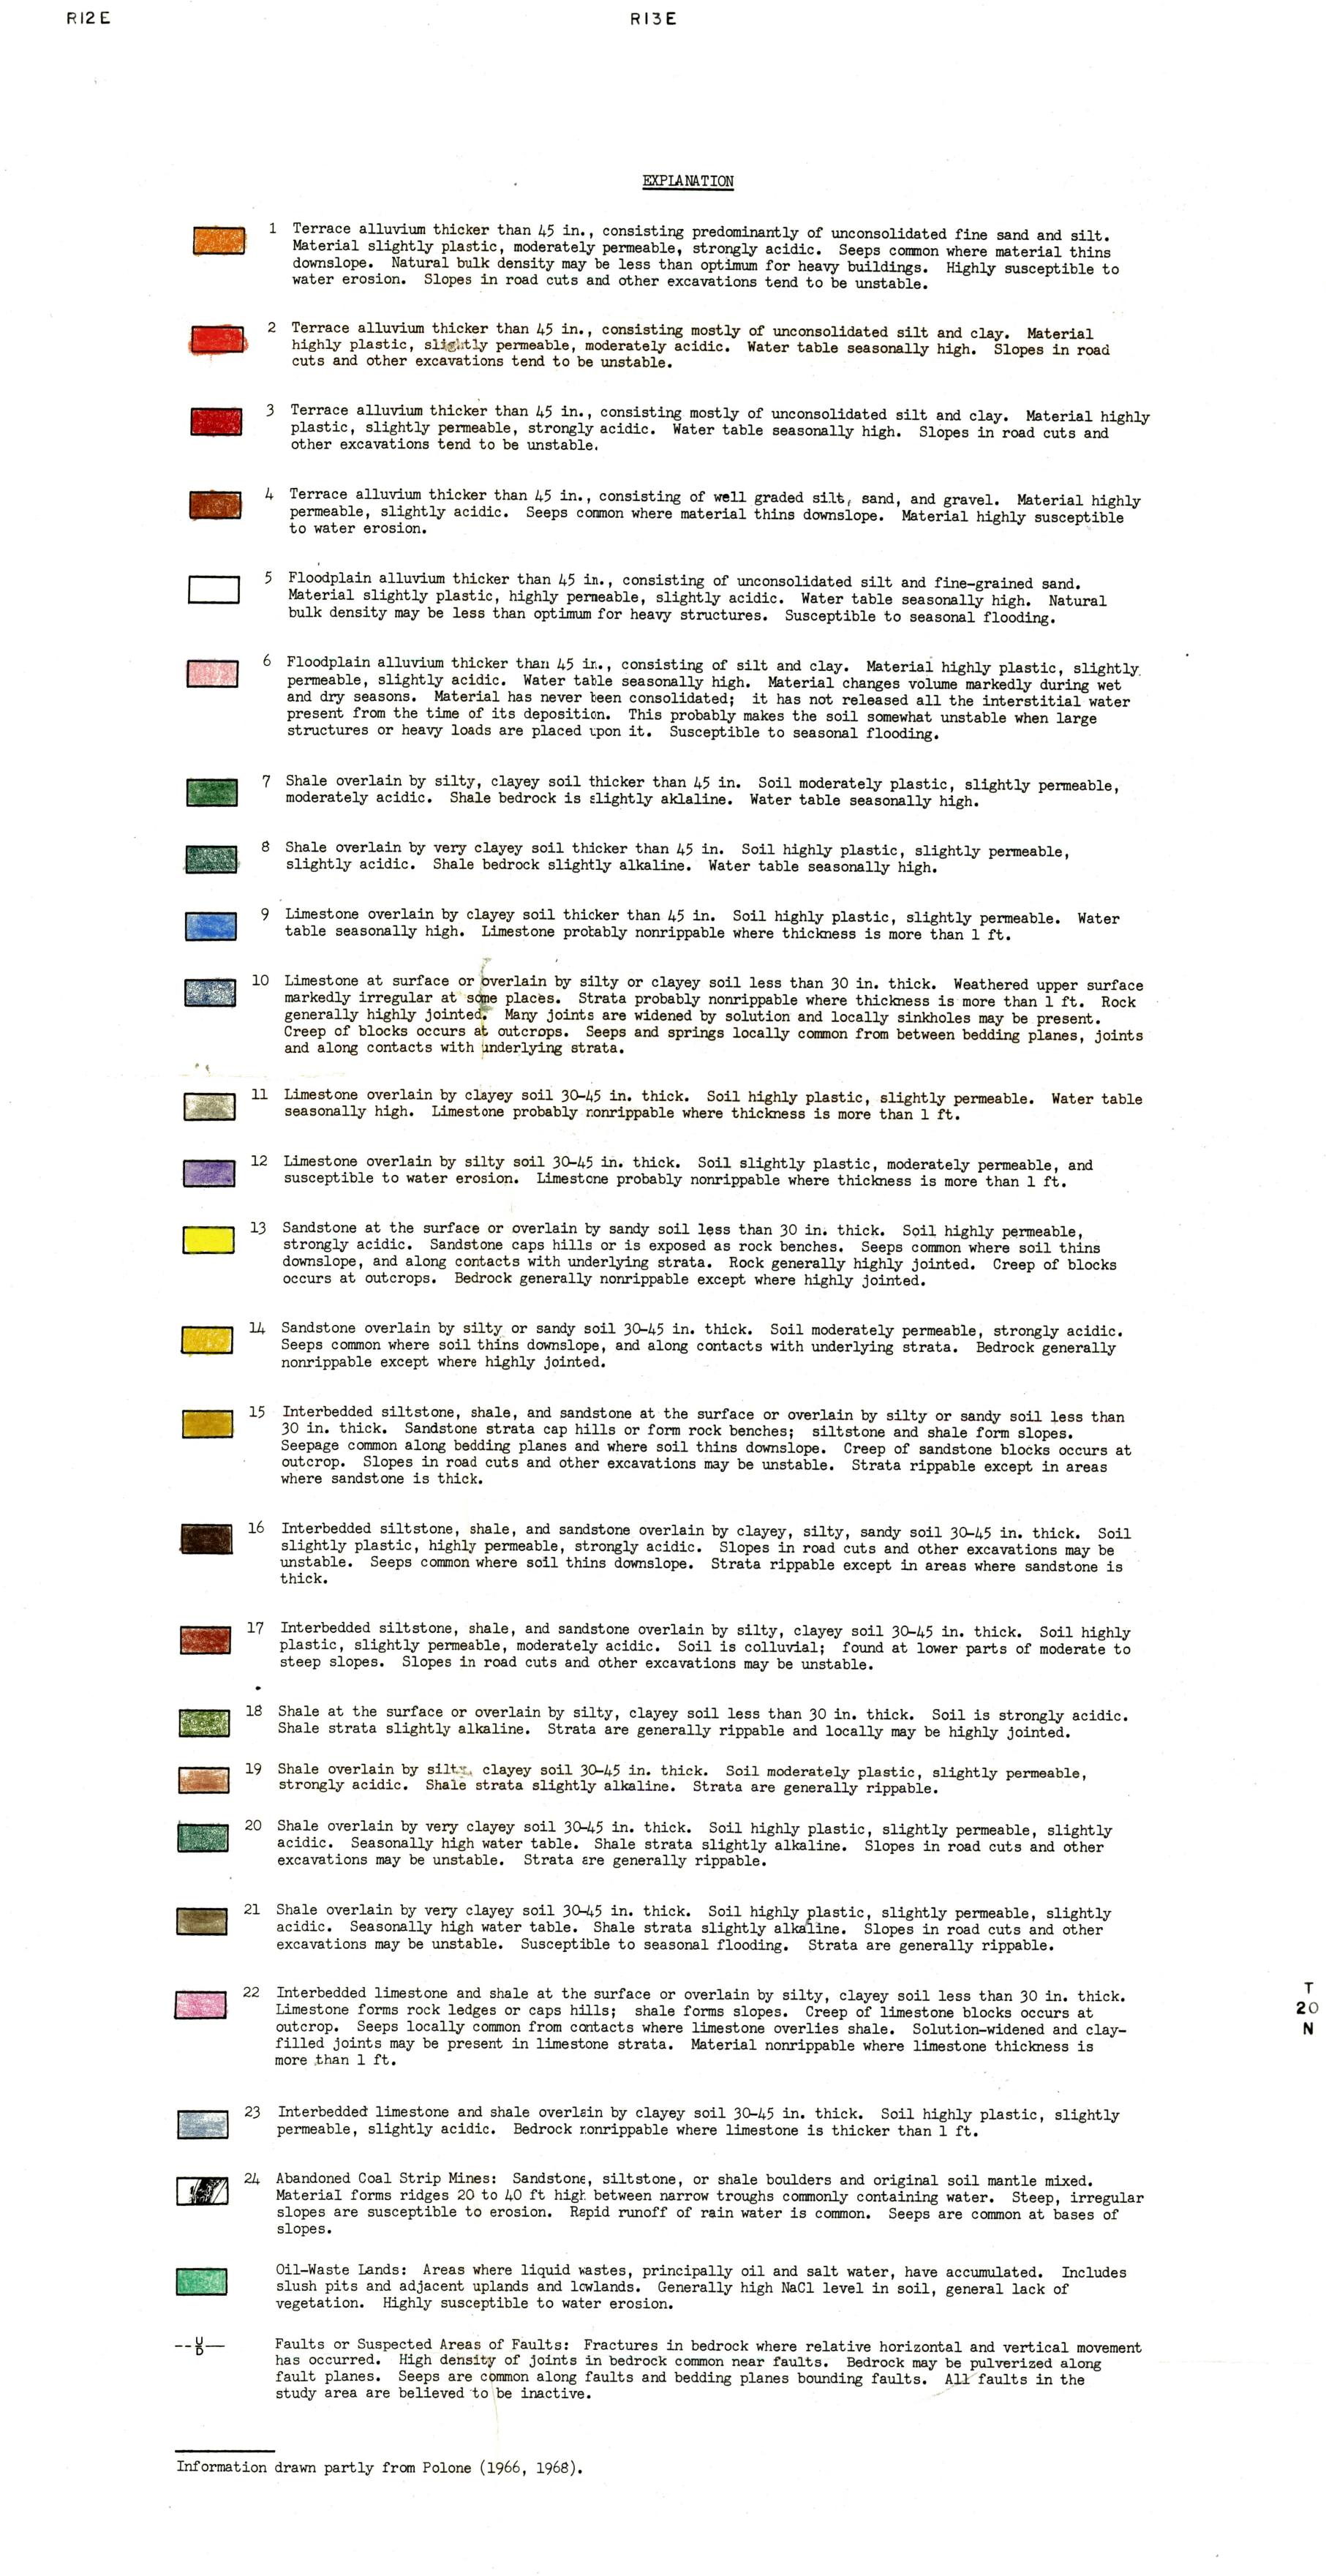 R12E
R13E
EXPLANATION
1 Terrace alluvium thicker than 45 in., consisting predominantly of unconsolidated fine sand and silt.
Material slightly plastic, moderately permeable, strongly acidic. Seeps common where material thins
downslope. Natural bulk density may be less than optimum for heavy buildings. Highly susceptible to
water erosion. Slopes in road cuts and other excavations tend to be unstable.
2 Terrace alluvium thicker than 45 in., consisting mostly of unconsolidated silt and clay. Material
highly plastic, slightly permeable, moderately acidic. Water table seasonally high. Slopes in road
cuts and other excavations tend to be unstable.
3 Terrace alluvium thicker than 45 in., consisting mostly of unconsolidated silt and clay. Material highly
plastic, slightly permeable, strongly acidic. Water table seasonally high. Slopes in road cuts and
other excavations tend to be unstable.
4 Terrace alluvium thicker than 45 in., consisting of well graded silt, sand, and gravel. Material highly
permeable, slightly acidic. Seeps common where material thins downslope. Material highly susceptible
to water erosion.
5 Floodplain alluvium thicker than 45 in., consisting of unconsolidated silt and fine-grained sand.
Material slightly plastic, highly permeable, slightly acidic. Water table seasonally high. Natural
bulk density may be less than optimum for heavy structures. Susceptible to seasonal flooding.
6 Floodplain alluvium thicker than 45 in., consisting of silt and clay. Material highly plastic, slightly
permeable, slightly acidic. Water table seasonally high. Material changes volume markedly during wet
and dry seasons. Material has never been consolidated; it has not released all the interstitial water
present from the time of its deposition. This probably makes the soil somewhat unstable when large
structures or heavy loads are placed upon it. Susceptible to seasonal flooding.
7 Shale overlain by silty, clayey soil thicker than 45 in. Soil moderately plastic, slightly permeable,
moderately acidic. Shale bedrock is slightly aklaline. Water table seasonally high.
8 Shale overlain by very clayey soil thicker than 45 in. Soil highly plastic, slightly permeable,
slightly acidic. Shale bedrock slightly alkaline. Water table seasonally high.
9 Limestone overlain by clayey soil thicker than 45 in. Soil highly plastic, slightly permeable. Water
table seasonally high. Limestone probably nonrippable where thickness is more than 1 ft.
10 Limestone at surface or overlain by silty or clayey soil less than 30 in. thick. Weathered upper surface
markedly irregular at some places. Strata probably nonrippable where thickness is more than 1 ft. Rock
generally highly jointed. Many joints are widened by solution and locally sinkholes may be present.
Creep of blocks occurs at outcrops. Seeps and springs locally common from between bedding planes, joints
and along contacts with underlying strata.
11 Limestone overlain by clayey soil 30-45 in. thick. Soil highly plastic, slightly permeable. Water table
seasonally high. Limestone probably nonrippable where thickness is more than 1 ft.
12 Limestone overlain by silty soil 30-45 in. thick. Soil slightly plastic, moderately permeable, and
susceptible to water erosion. Limestone probably nonrippable where thickness is more than 1 ft.
13 Sandstone at the surface or overlain by sandy soil less than 30 in. thick. Soil highly permeable,
strongly acidic. Sandstone caps hills or is exposed as rock benches. Seeps common where soil thins
downslope, and along contacts with underlying strata. Rock generally highly jointed. Creep of blocks
occurs at outcrops. Bedrock generally nonrippable except where highly jointed.
14 Sandstone overlain by silty or sandy soil 30-45 in. thick. Soil moderately permeable, strongly acidic.
Seeps common where soil thins downslope, and along contacts with underlying strata. Bedrock generally
nonrippable except where highly jointed.
15 Interbedded siltstone, shale, and sandstone at the surface or overlain by silty or sandy soil less than
30 in. thick. Sandstone strata cap hills or form rock benches; siltstone and shale form slopes.
Seepage common along bedding planes and where soil thins downslope. Creep of sandstone blocks occurs at
outcrop. Slopes in road cuts and other excavations may be unstable. Strata rippable except in areas
where sandstone is thick.
16 Interbedded siltstone, shale, and sandstone overlain by clayey, silty, sandy soil 30-45 in. thick. Soil
slightly plastic, highly permeable, strongly acidic. Slopes in road cuts and other excavations may be
unstable. Seeps common where soil thins downslope. Strata rippable except in areas where sandstone is
thick.
17 Interbedded siltstone, shale, and sandstone overlain by silty, clayey soil 30-45 in. thick. Soil highly
plastic, slightly permeable, moderately acidic. Soil is colluvial; found at lower parts of moderate to
steep slopes. Slopes in road cuts and other excavations may be unstable.
18 Shale at the surface or overlain by silty, clayey soil less than 30 in. thick. Soil is strongly acidic.
Shale strata slightly alkaline. Strata are generally rippable and locally may be highly jointed.
19 Shale overlain by silty, clayey soil 30-45 in. thick. Soil moderately plastic, slightly permeable,
strongly acidic. Shale strata slightly alkaline. Strata are generally rippable.
20 Shale overlain by very clayey soil 30-45 in. thick. Soil highly plastic, slightly permeable, slightly
acidic. Seasonally high water table. Shale strata slightly alkaline. Slopes in road cuts and other
excavations may be unstable. Strata are generally rippable.
21 Shale overlain by very clayey soil 30-45 in. thick. Soil highly plastic, slightly permeable, slightly
acidic. Seasonally high water table. Shale strata slightly alkaline. Slopes in road cuts and other
excavations may be unstable. Susceptible to seasonal flooding. Strata are generally rippable.
22 Interbedded limestone and shale at the surface or overlain by silty, clayey soil less than 30 in. thick.
Limestone forms rock ledges or caps hills; shale forms slopes. Creep of limestone blocks occurs at
outcrop. Seeps locally common from contacts where limestone overlies shale. Solution-widened and clay-
filled joints may be present in limestone strata. Material nonrippable where limestone thickness is
more than 1 ft.
T
20
N
23 Interbedded limestone and shale overlain by clayey soil 30-45 in. thick. Soil highly plastic, slightly
permeable, slightly acidic. Bedrock nonrippable where limestone is thicker than 1 ft.
24 Abandoned Coal Strip Mines: Sandstone, siltstone, or shale boulders and original soil mantle mixed.
Material forms ridges 20 to 40 ft high between narrow troughs commonly containing water. Steep, irregular
slopes are susceptible to erosion. Rapid runoff of rain water is common. Seeps are common at bases of
slopes.
Oil-Waste Lands: Areas where liquid wastes, principally oil and salt water, have accumulated. Includes
slush pits and adjacent uplands and lowlands. Generally high NaCl level in soil, general lack of
vegetation. Highly susceptible to water erosion.
U
D
Faults or Suspected Areas of Faults: Fractures in bedrock where relative horizontal and vertical movement
has occurred. High density of joints in bedrock common near faults. Bedrock may be pulverized along
fault planes. Seeps are common along faults and bedding planes bounding faults. All faults in the
study area are believed to be inactive.
Information drawn partly from Polone (1966, 1968).